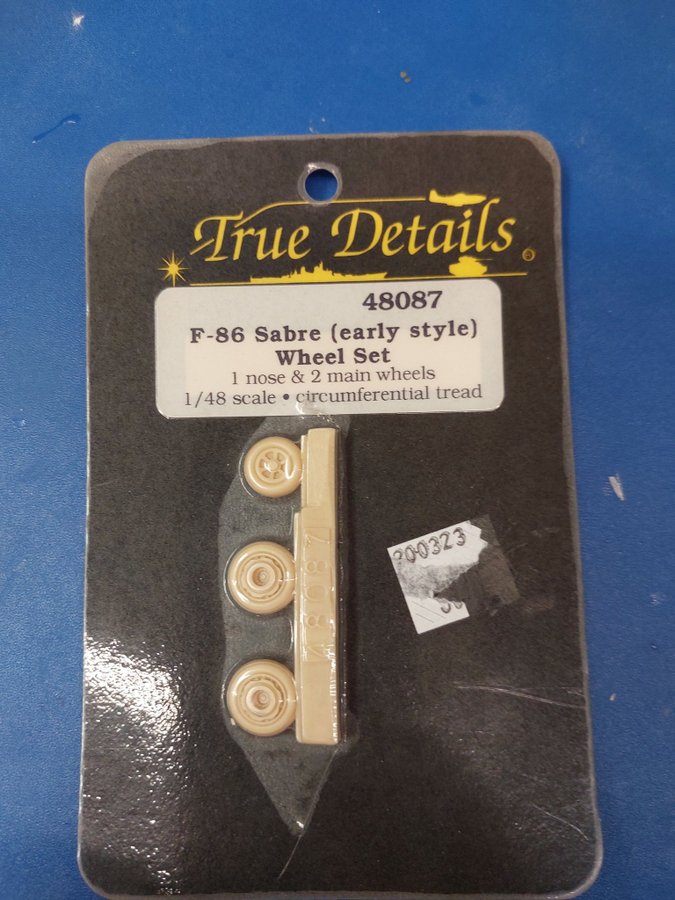 True Details
48087
F-86 Sabre (early style)
Wheel Set
1 nose & 2 main wheels
1/48 scale • circumferential tread
48087
200323